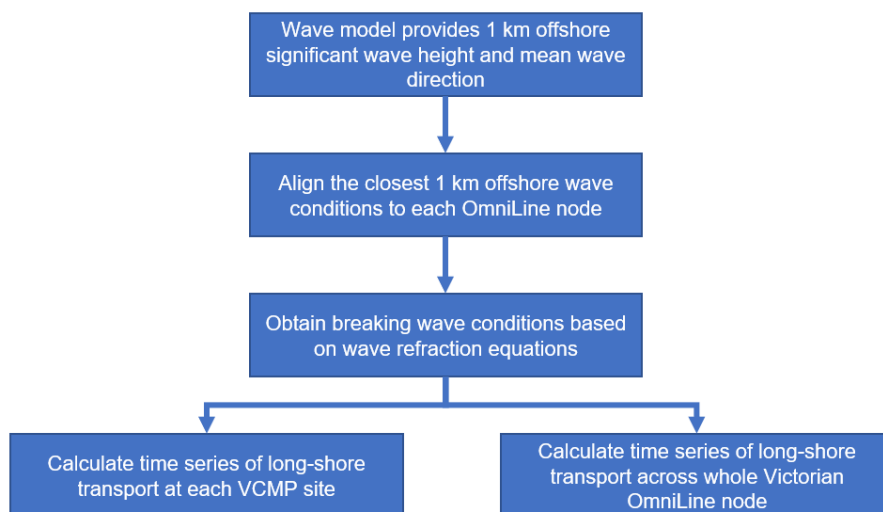 Wave model provides 1 km offshore
significant wave height and mean wave
direction
Align the closest 1 km offshore wave
conditions to each OmniLine node
Obtain breaking wave conditions based
on wave refraction equations
Calculate time series of long-shore
transport at each VCMP site
Calculate time series of long-shore
transport across whole Victorian
OmniLine node